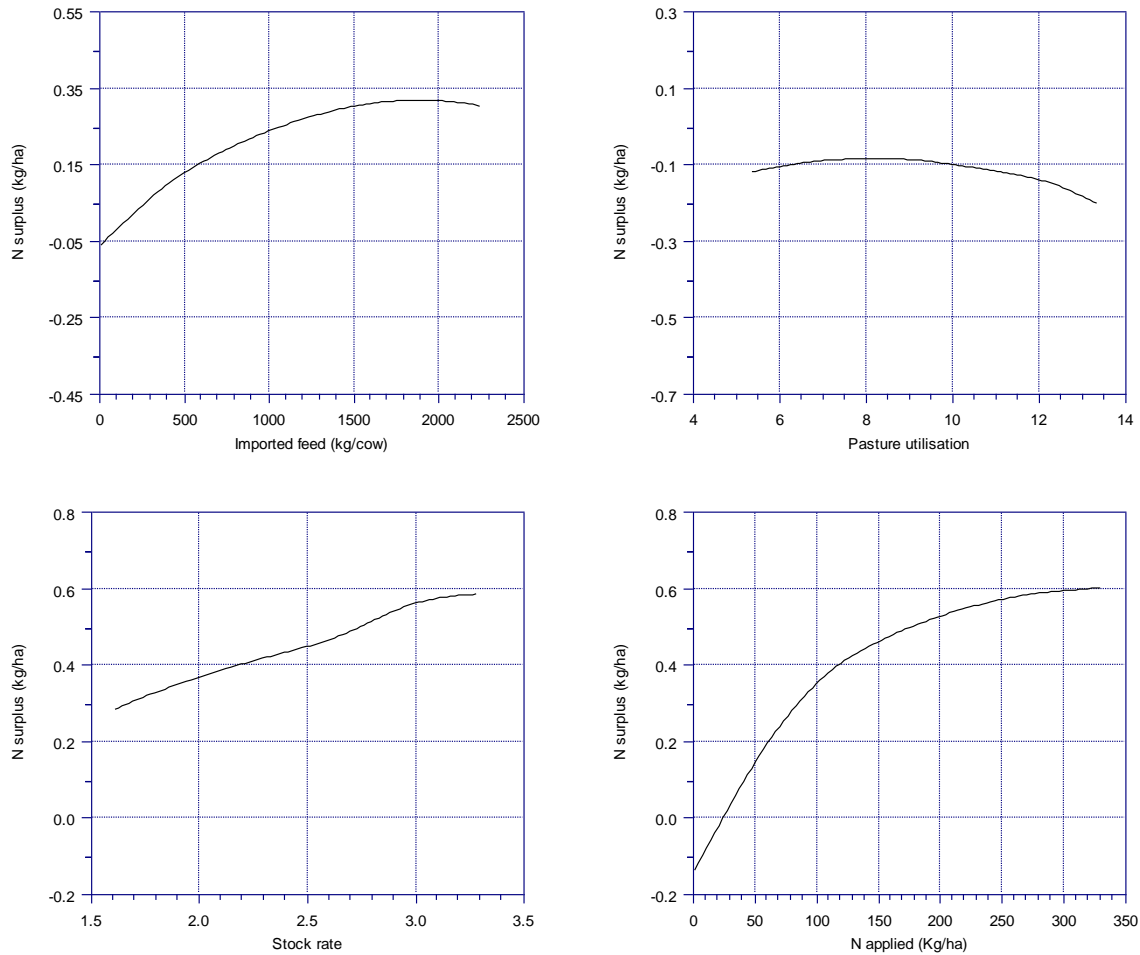 0.55
0.35
0.15
-0.05
-0.25
-0.45
N surplus (kg/ha)
0 500 1000 1500 2000 2500
Imported feed (kg/cow)
0.3
0.1
-0.1
-0.3
-0.5
-0.7
N surplus (kg/ha)
4 6 8 10 12 14
Pasture utilisation
0.8
0.6
0.4
0.2
0.0
-0.2
N surplus (kg/ha)
1.5 2.0 2.5 3.0 3.5
Stock rate
0.8
0.6
0.4
0.2
0.0
-0.2
N surplus (kg/ha)
0 50 100 150 200 250 300 350
N applied (Kg/ha)